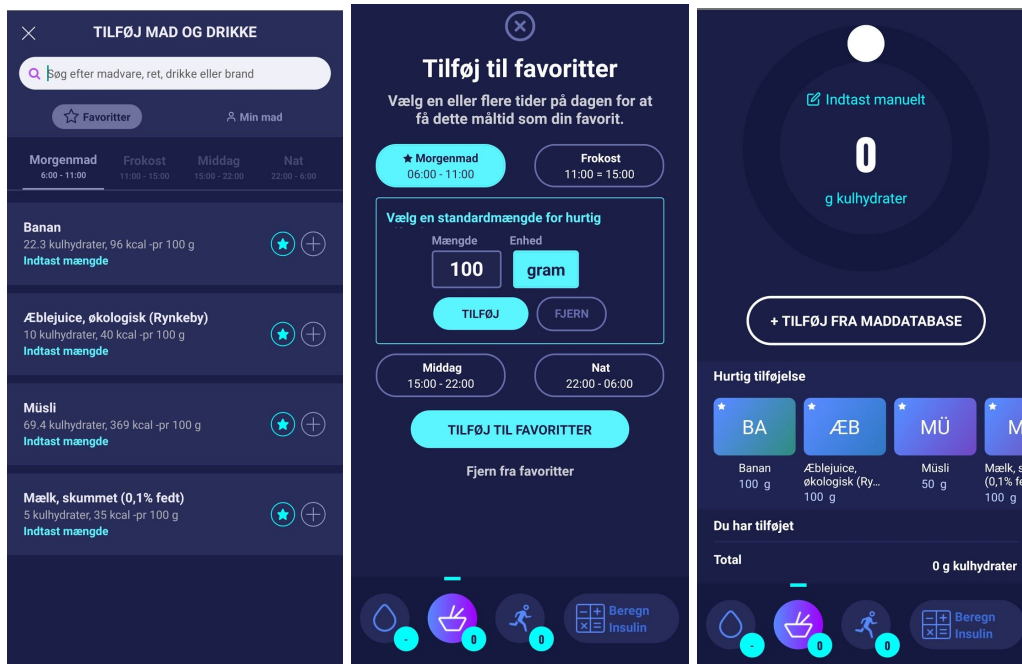 TILFØJ MAD OG DRIKKE
Søg efter madvare, ret, drikke eller brand
Favoritter
Min mad
Morgenmad
6:00 - 11:00
Frokost
11:00 - 15:00
Middag
15:00 - 22:00
Nat
22:00 - 6:00
Banan
22.3 kulhydrater, 96 kcal -pr 100 g
Indtast mængde
Æblejuice, økologisk (Rynkeby)
10 kulhydrater, 40 kcal -pr 100 g
Indtast mængde
Müsli
69.4 kulhydrater, 369 kcal -pr 100 g
Indtast mængde
Mælk, skummet (0,1% fedt)
5 kulhydrater, 35 kcal -pr 100 g
Indtast mængde
Tilføj til favoritter
Vælg en eller flere tider på dagen for at
få dette måltid som din favorit.
Morgenmad
06:00 - 11:00
Frokost
11:00 = 15:00
Vælg en standardmængde for hurtig
Mængde
Enhed
100
gram
TILFØJ
FJERN
Middag
15:00 - 22:00
Nat
22:00 - 06:00
TILFØJ TIL FAVORITTER
Fjern fra favoritter
-
0
0
Beregn
Insulin
Indtast manuelt
0
g kulhydrater
+ TILFØJ FRA MADDATABASE
Hurtig tilføjelse
BA
Banan
100 g
ÆB
Æblejuice,
økologisk (Ry...
100 g
MÜ
Müsli
50 g
M
Mælk, s
(0,1% fe
100 g
Du har tilføjet
Total
0 g kulhydrater
-
0
0
Beregn
Insulin